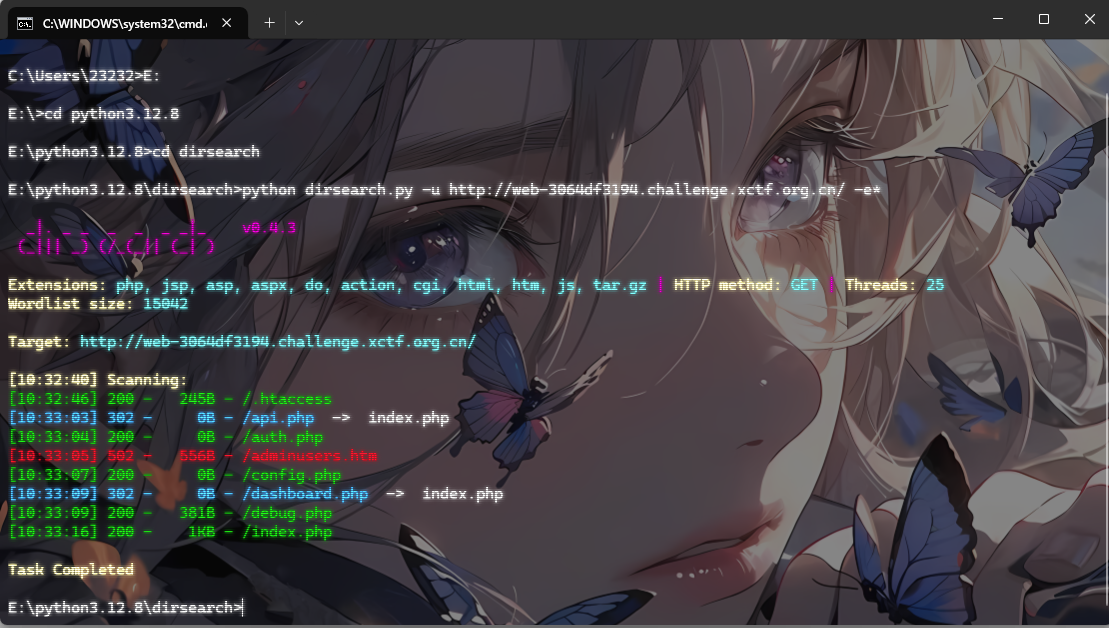 C:\WINDOWS\system32\cmd.
C:\Users\23232>E:
E:\>cd python3.12.8
E:\python3.12.8>cd dirsearch
E:\python3.12.8\dirsearch>python dirsearch.py -u http://web-3064df3194.challenge.xctf.org.cn/ -e*
_|. _ _  _  _  _ _|_    v0.4.3
(_||| _) (/_(_|| (_| )
Extensions: php, jsp, asp, aspx, do, action, cgi, html, htm, js, tar.gz | HTTP method: GET | Threads: 25
Wordlist size: 15042
Target: http://web-3064df3194.challenge.xctf.org.cn/
[10:32:40] Scanning:
[10:32:46] 200 -   245B - /.htaccess
[10:33:03] 302 -     0B - /api.php  ->  index.php
[10:33:04] 200 -     0B - /auth.php
[10:33:05] 502 -   556B - /adminusers.htm
[10:33:07] 200 -     0B - /config.php
[10:33:09] 302 -     0B - /dashboard.php  ->  index.php
[10:33:09] 200 -   381B - /debug.php
[10:33:16] 200 -    1KB - /index.php
Task Completed
E:\python3.12.8\dirsearch>